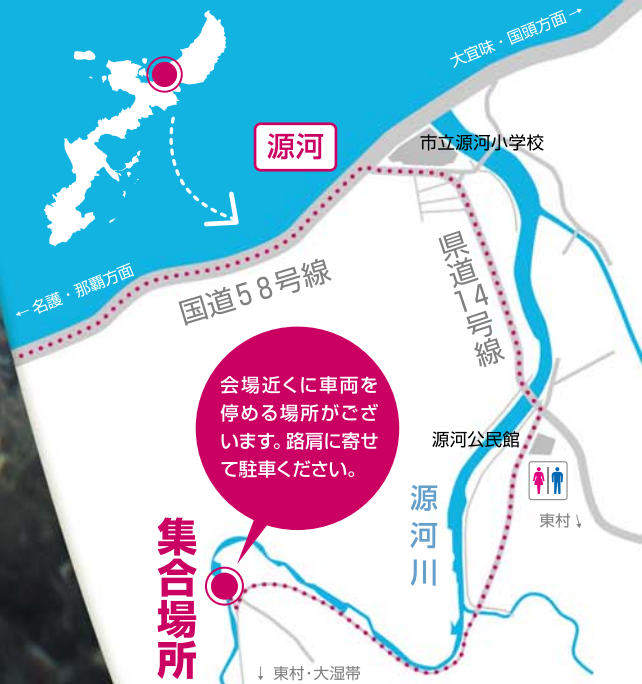 大宜味・国頭方面→
源河
市立源河小学校
←名護・那覇方面
国道58号線
県道14号線
会場近くに車両を
停める場所がござ
います。路肩に寄せ
て駐車ください。
源河公民館
東村↓
源河川
集合場所
↓ 東村・大湿帯